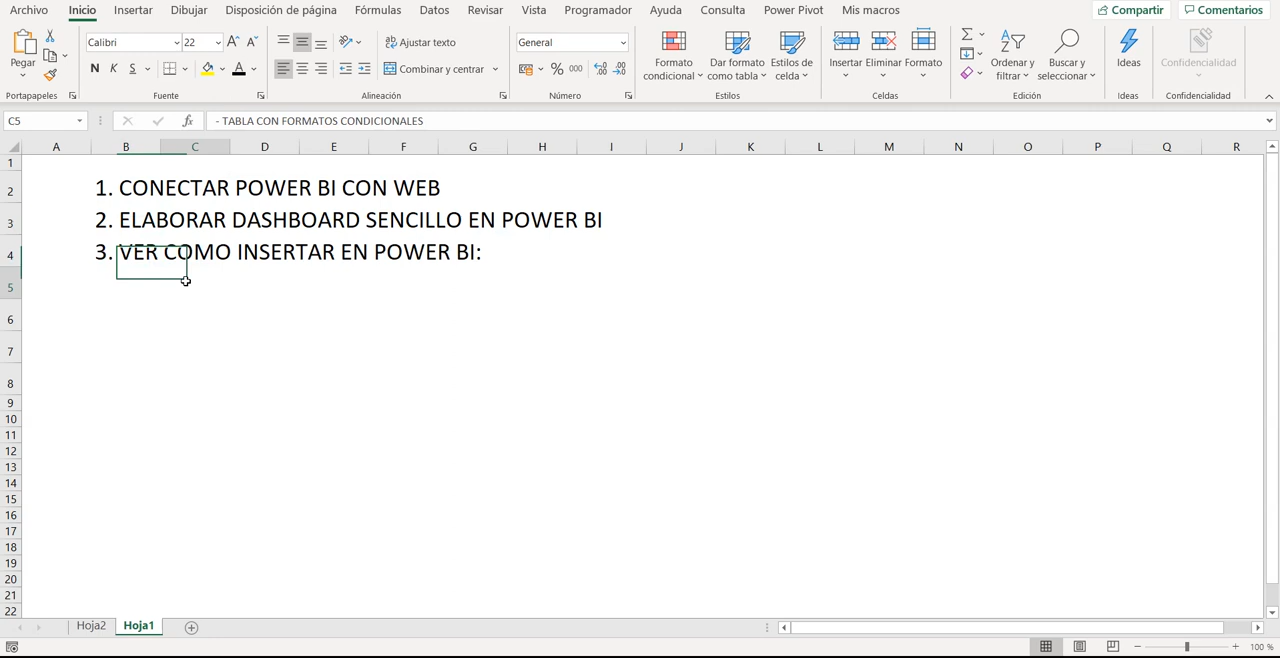 Archivo Inicio Insertar Dibujar Disposición de página Fórmulas Datos Revisar Vista Programador Ayuda Consulta Power Pivot Mis macros Compartir Comentarios
Pegar
Calibri 22
N K S
Ajustar texto
Combinar y centrar
General
% 000
Formato condicional
Dar formato como tabla
Estilos de celda
Insertar Eliminar Formato
Ordenar y filtrar
Buscar y seleccionar
Ideas
Confidencialidad
Portapapeles Fuente Alineación Número Estilos Celdas Edición Ideas Confidencialidad
C5 fx - TABLA CON FORMATOS CONDICIONALES
A B C D E F G H I J K L M N O P Q R
1
2 1. CONECTAR POWER BI CON WEB
3 2. ELABORAR DASHBOARD SENCILLO EN POWER BI
4 3. VER COMO INSERTAR EN POWER BI:
5
6
7
8
9
10
11
12
13
14
15
16
17
18
19
20
21
22
Hoja2 Hoja1
100 %